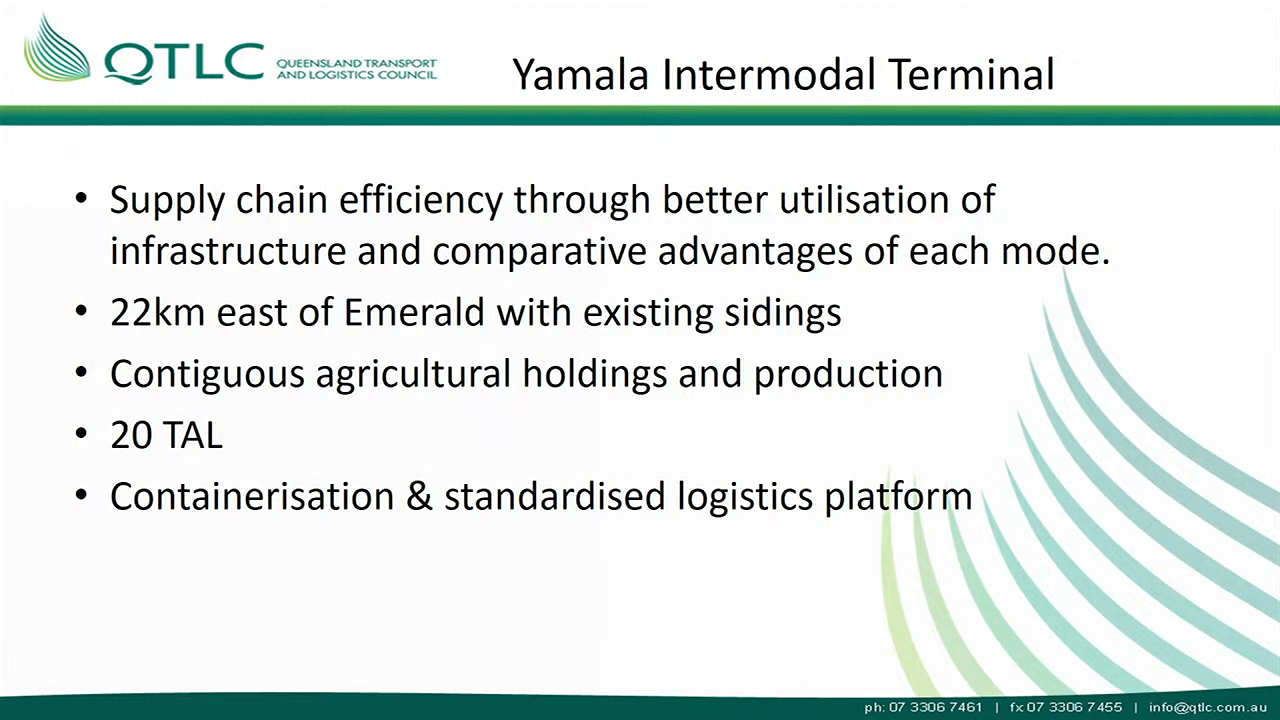 QTLC
QUEENSLAND TRANSPORT
AND LOGISTICS COUNCIL
Yamala Intermodal Terminal
• Supply chain efficiency through better utilisation of
infrastructure and comparative advantages of each mode.
• 22km east of Emerald with existing sidings
• Contiguous agricultural holdings and production
• 20 TAL
• Containerisation & standardised logistics platform
ph: 07 3306 7461 | fx 07 3306 7455 | info@qtlc.com.au